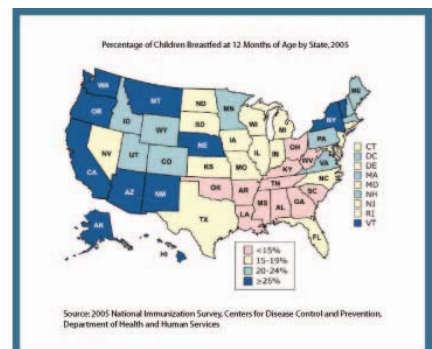 Percentage of Children Breastfed at 12 Months of Age by State, 2005
WA
MT
ND
MN
ME
OR
ID
SD
WI
MI
NY
WY
IA
PA
NV
NE
IL
IN
OH
UT
CO
KS
MO
KY
WV
VA
CA
OK
AR
TN
NC
AZ
NM
MS
AL
GA
SC
TX
LA
FL
AK
HI
CT
DC
DE
MA
MD
NH
NJ
RI
VT
<15%
15-19%
20-24%
≥25%
Source: 2005 National Immunization Survey, Centers for Disease Control and Prevention,
Department of Health and Human Services